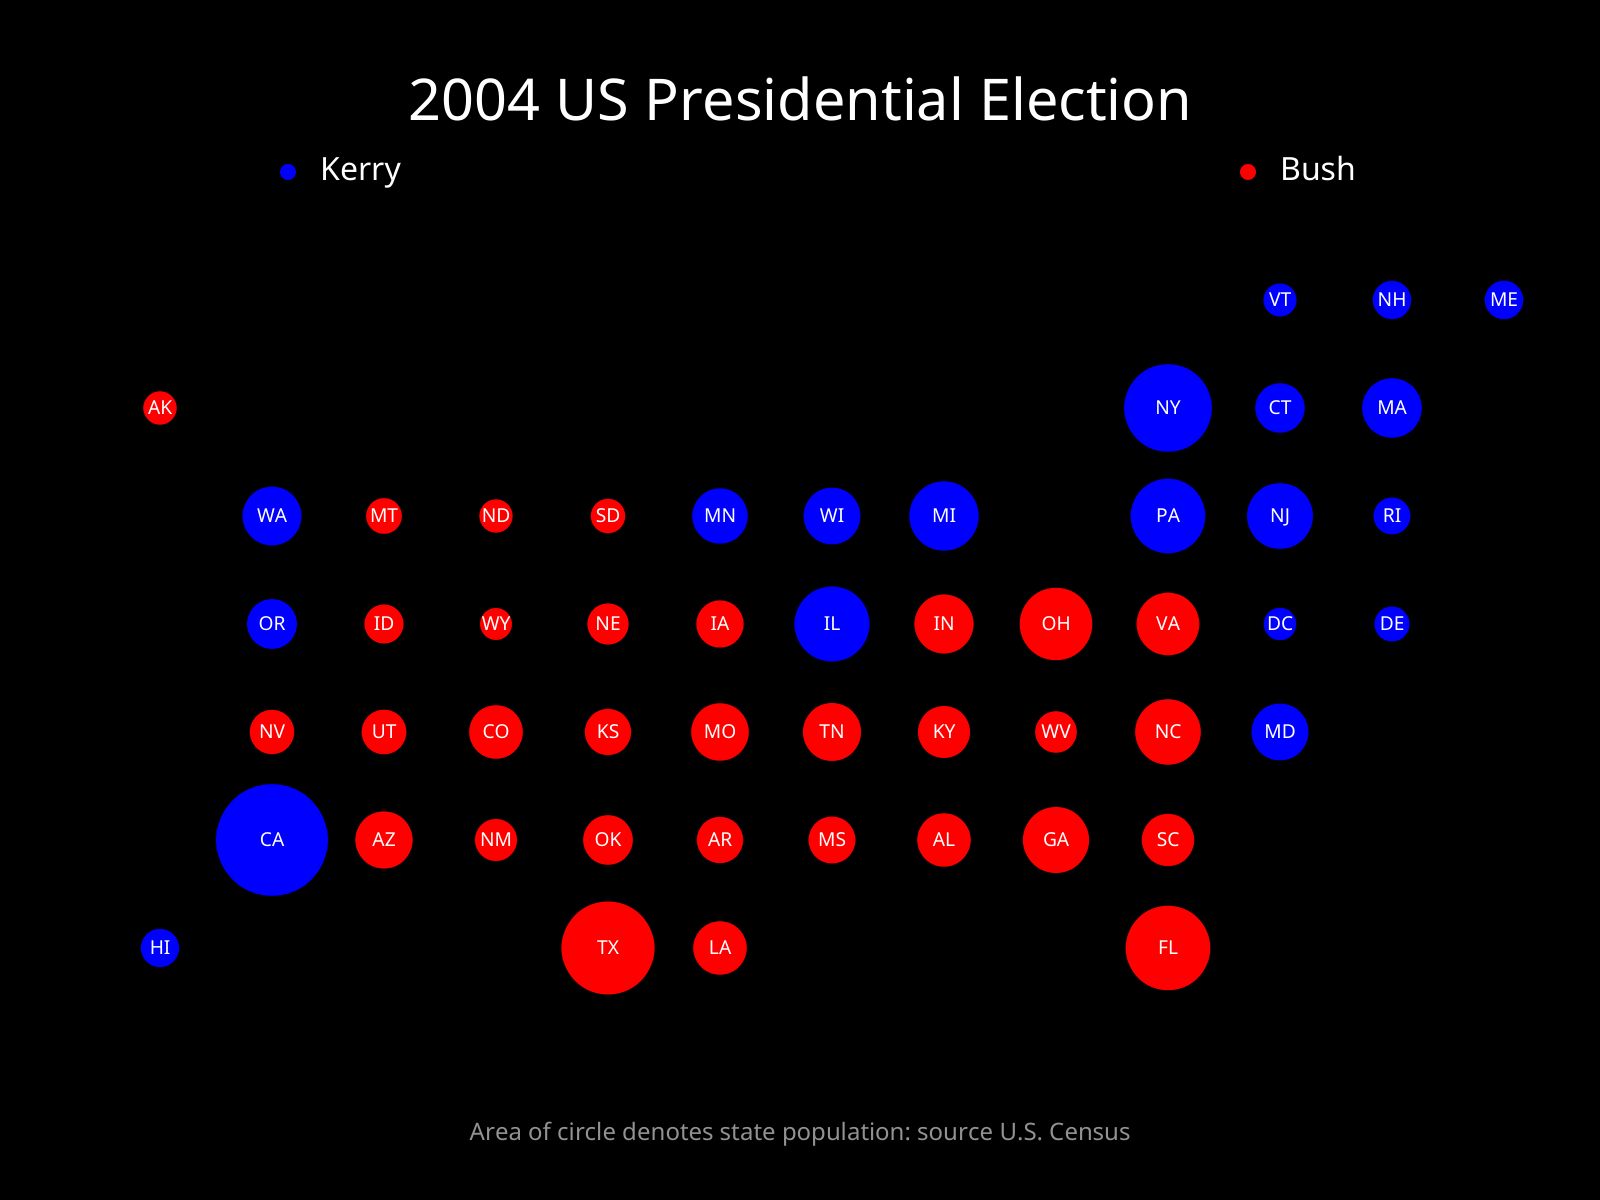 2004 US Presidential Election
Kerry Bush
VT NH ME
AK NY CT MA
WA MT ND SD MN WI MI PA NJ RI
OR ID WY NE IA IL IN OH VA DC DE
NV UT CO KS MO TN KY WV NC MD
CA AZ NM OK AR MS AL GA SC
HI TX LA FL
Area of circle denotes state population: source U.S. Census